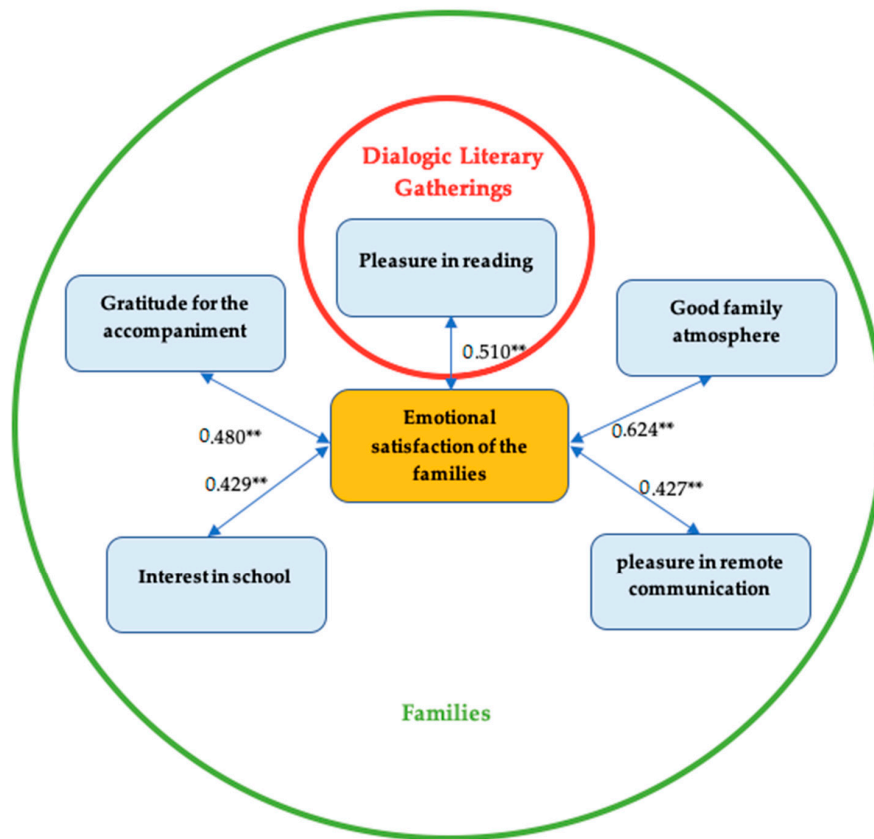 Dialogic Literary
Gatherings
Pleasure in reading
Gratitude for the
accompaniment
Good family
atmosphere
0.510**
Emotional
satisfaction of the
families
0.480**
0.624**
0.429**
0.427**
Interest in school
pleasure in remote
communication
Families